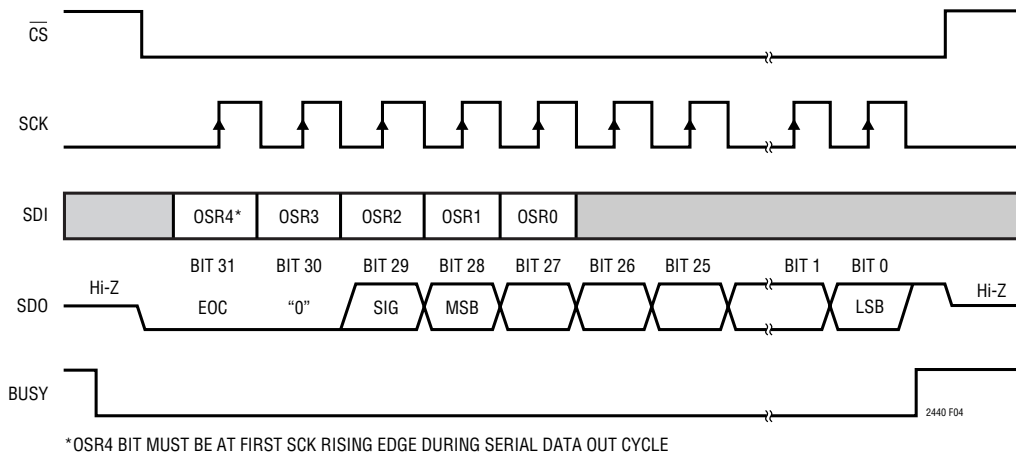 CS
SCK
SDI OSR4* OSR3 OSR2 OSR1 OSR0
BIT 31 BIT 30 BIT 29 BIT 28 BIT 27 BIT 26 BIT 25 BIT 1 BIT 0
SDO Hi-Z EOC “0” SIG MSB LSB Hi-Z
BUSY
2440 F04
*OSR4 BIT MUST BE AT FIRST SCK RISING EDGE DURING SERIAL DATA OUT CYCLE